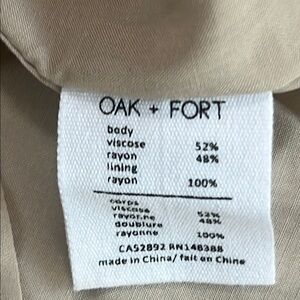 OAK + FORT
body
viscose 52%
rayon 48%
lining
rayon 100%
corps
viscose 52%
rayonne 48%
doublure
rayonne 100%
CA52892 RN148388
made in China/ fait en Chine